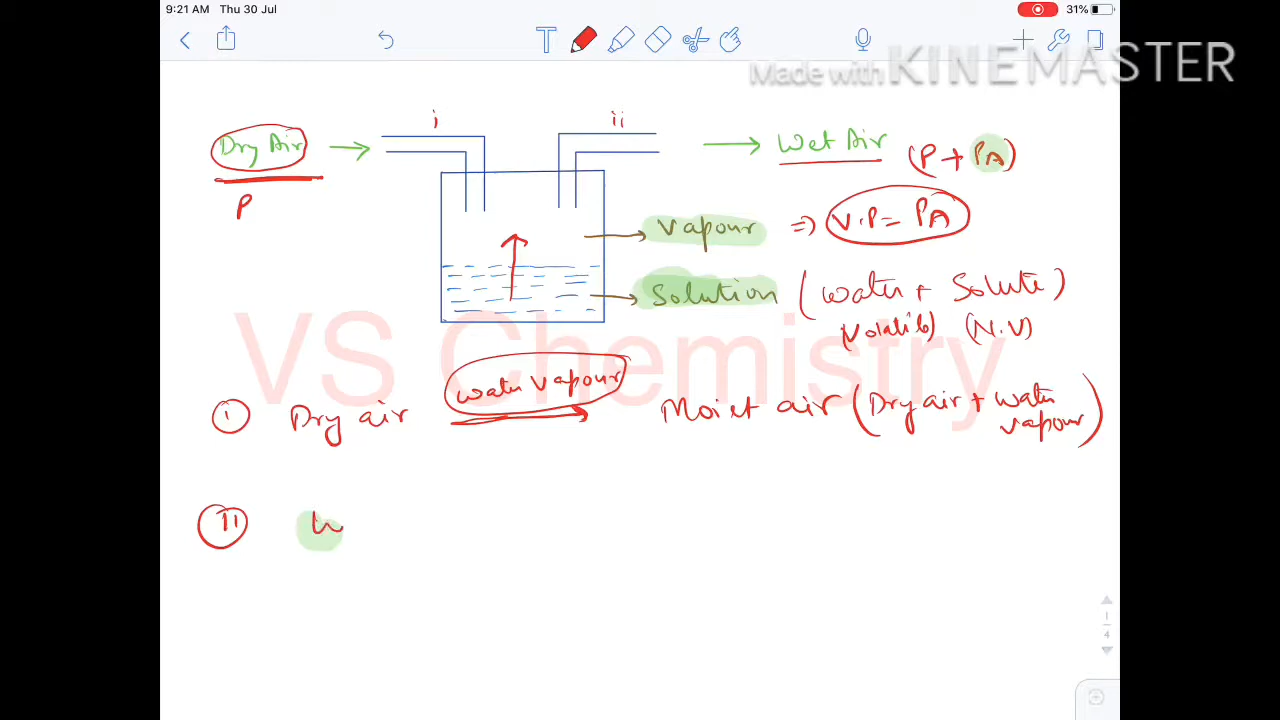 9:21 AM Thu 30 Jul 31%
T
Made with KINEMASTER
i ii
Dry Air Wet Air (P + PA)
P
Vapour ⇒ V.P = PA
Solution (Water + Solute)
(Volatile) (N.V)
VS Chemistry
Water vapour
i Dry air Moist air (Dry air + water
vapour)
ii W
1
4